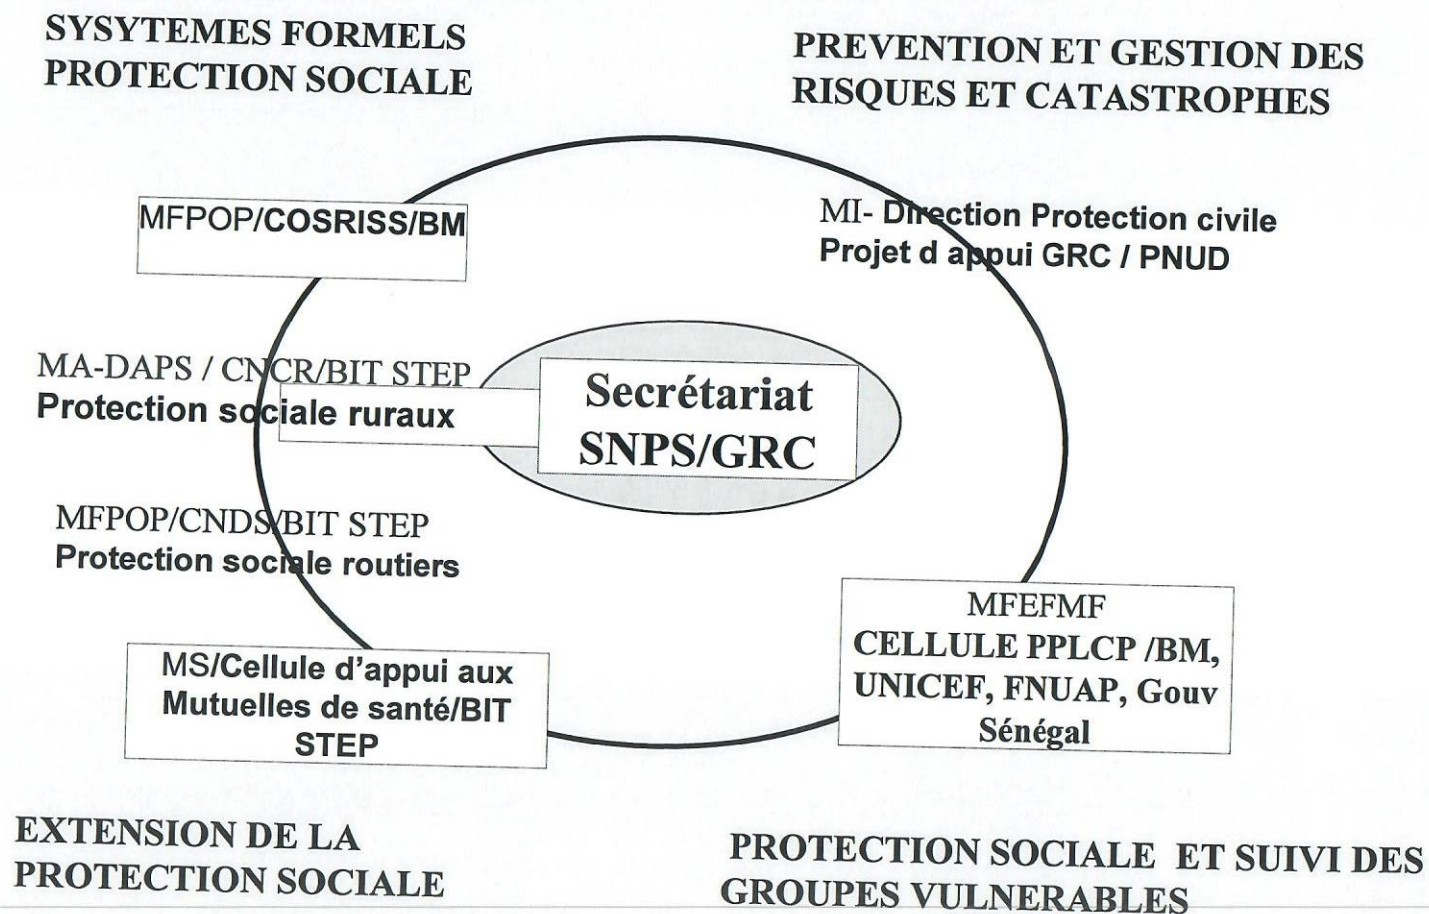 SYSYTEMES FORMELS
PROTECTION SOCIALE
PREVENTION ET GESTION DES
RISQUES ET CATASTROPHES
MFPOP/COSRISS/BM
MI- Direction Protection civile
Projet d appui GRC / PNUD
MA-DAPS / CNCR/BIT STEP
Protection sociale ruraux
Secrétariat
SNPS/GRC
MFPOP/CNDS/BIT STEP
Protection sociale routiers
MS/Cellule d'appui aux
Mutuelles de santé/BIT
STEP
MFEFMF
CELLULE PPLCP /BM,
UNICEF, FNUAP, Gouv
Sénégal
EXTENSION DE LA
PROTECTION SOCIALE
PROTECTION SOCIALE ET SUIVI DES
GROUPES VULNERABLES